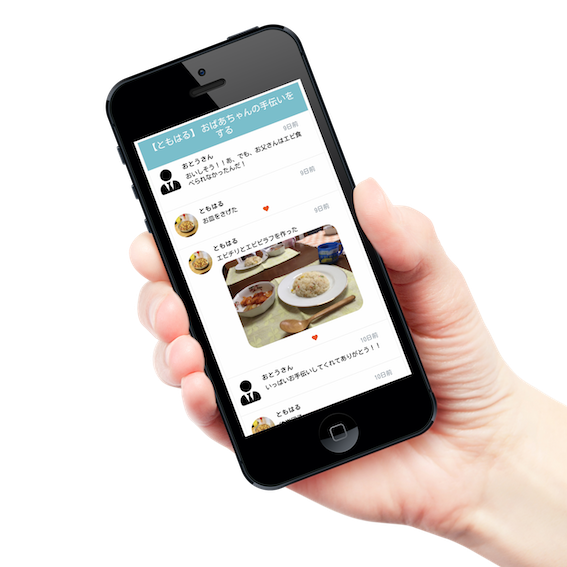 【ともはる】おばあちゃんの手伝いを
する
おとうさん
9日前
おいしそう！！あ、でも、お父さんはエビ食
べられなかったんだ！
ともはる
9日前
お皿をさげた
ともはる
9日前
エビチリとエビピラフを作った
おとうさん
10日前
いっぱいお手伝いしてくれてありがとう！！
ともはる
10日前